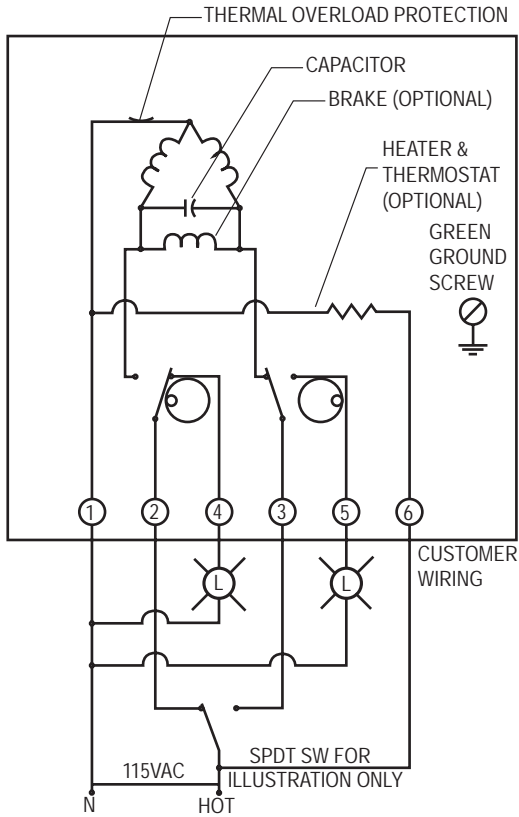 THERMAL OVERLOAD PROTECTION
CAPACITOR
BRAKE (OPTIONAL)
HEATER &
THERMOSTAT
(OPTIONAL)
GREEN
GROUND
SCREW
1
2
4
3
5
6
CUSTOMER
WIRING
L
L
SPDT SW FOR
ILLUSTRATION ONLY
115VAC
N
HOT